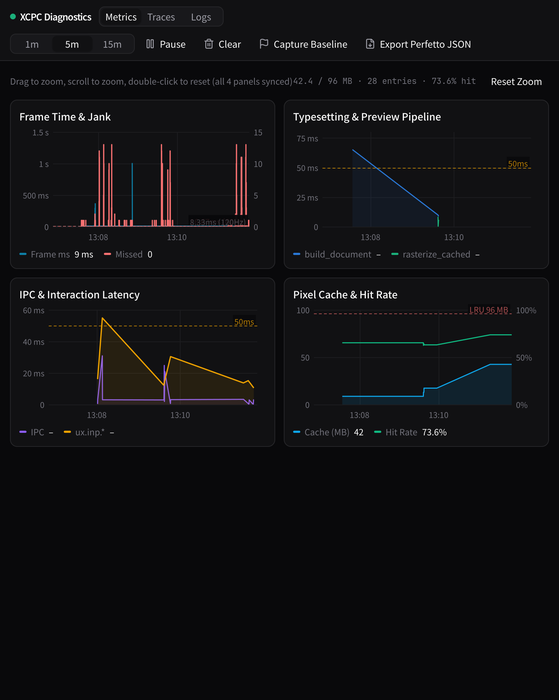 XCPC Diagnostics Metrics Traces Logs
1m 5m 15m Pause Clear Capture Baseline Export Perfetto JSON
Drag to zoom, scroll to zoom, double-click to reset (all 4 panels synced) 42.4 / 96 MB · 28 entries · 73.6% hit Reset Zoom
Frame Time & Jank
1.5 s 15
1 s 10
500 ms 5
8.33ms (120Hz)
0 0
13:08 13:10
Frame ms 9 ms Missed 0
Typesetting & Preview Pipeline
75 ms
50ms
50 ms
25 ms
0
13:08 13:10
build_document – rasterize_cached –
IPC & Interaction Latency
60 ms
50ms
40 ms
20 ms
0
13:08 13:10
IPC – ux.inp.* –
Pixel Cache & Hit Rate
100 LRU 96 MB 100%
50 50%
0 0%
13:08 13:10
Cache (MB) 42 Hit Rate 73.6%